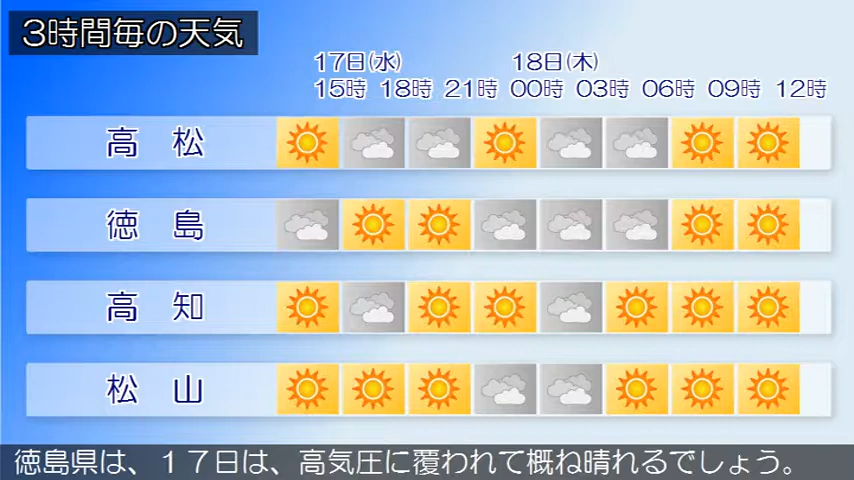 3時間毎の天気
17日(水) 18日(木)
15時 18時 21時 00時 03時 06時 09時 12時
高松
徳島
高知
松山
徳島県は、１７日は、高気圧に覆われて概ね晴れるでしょう。